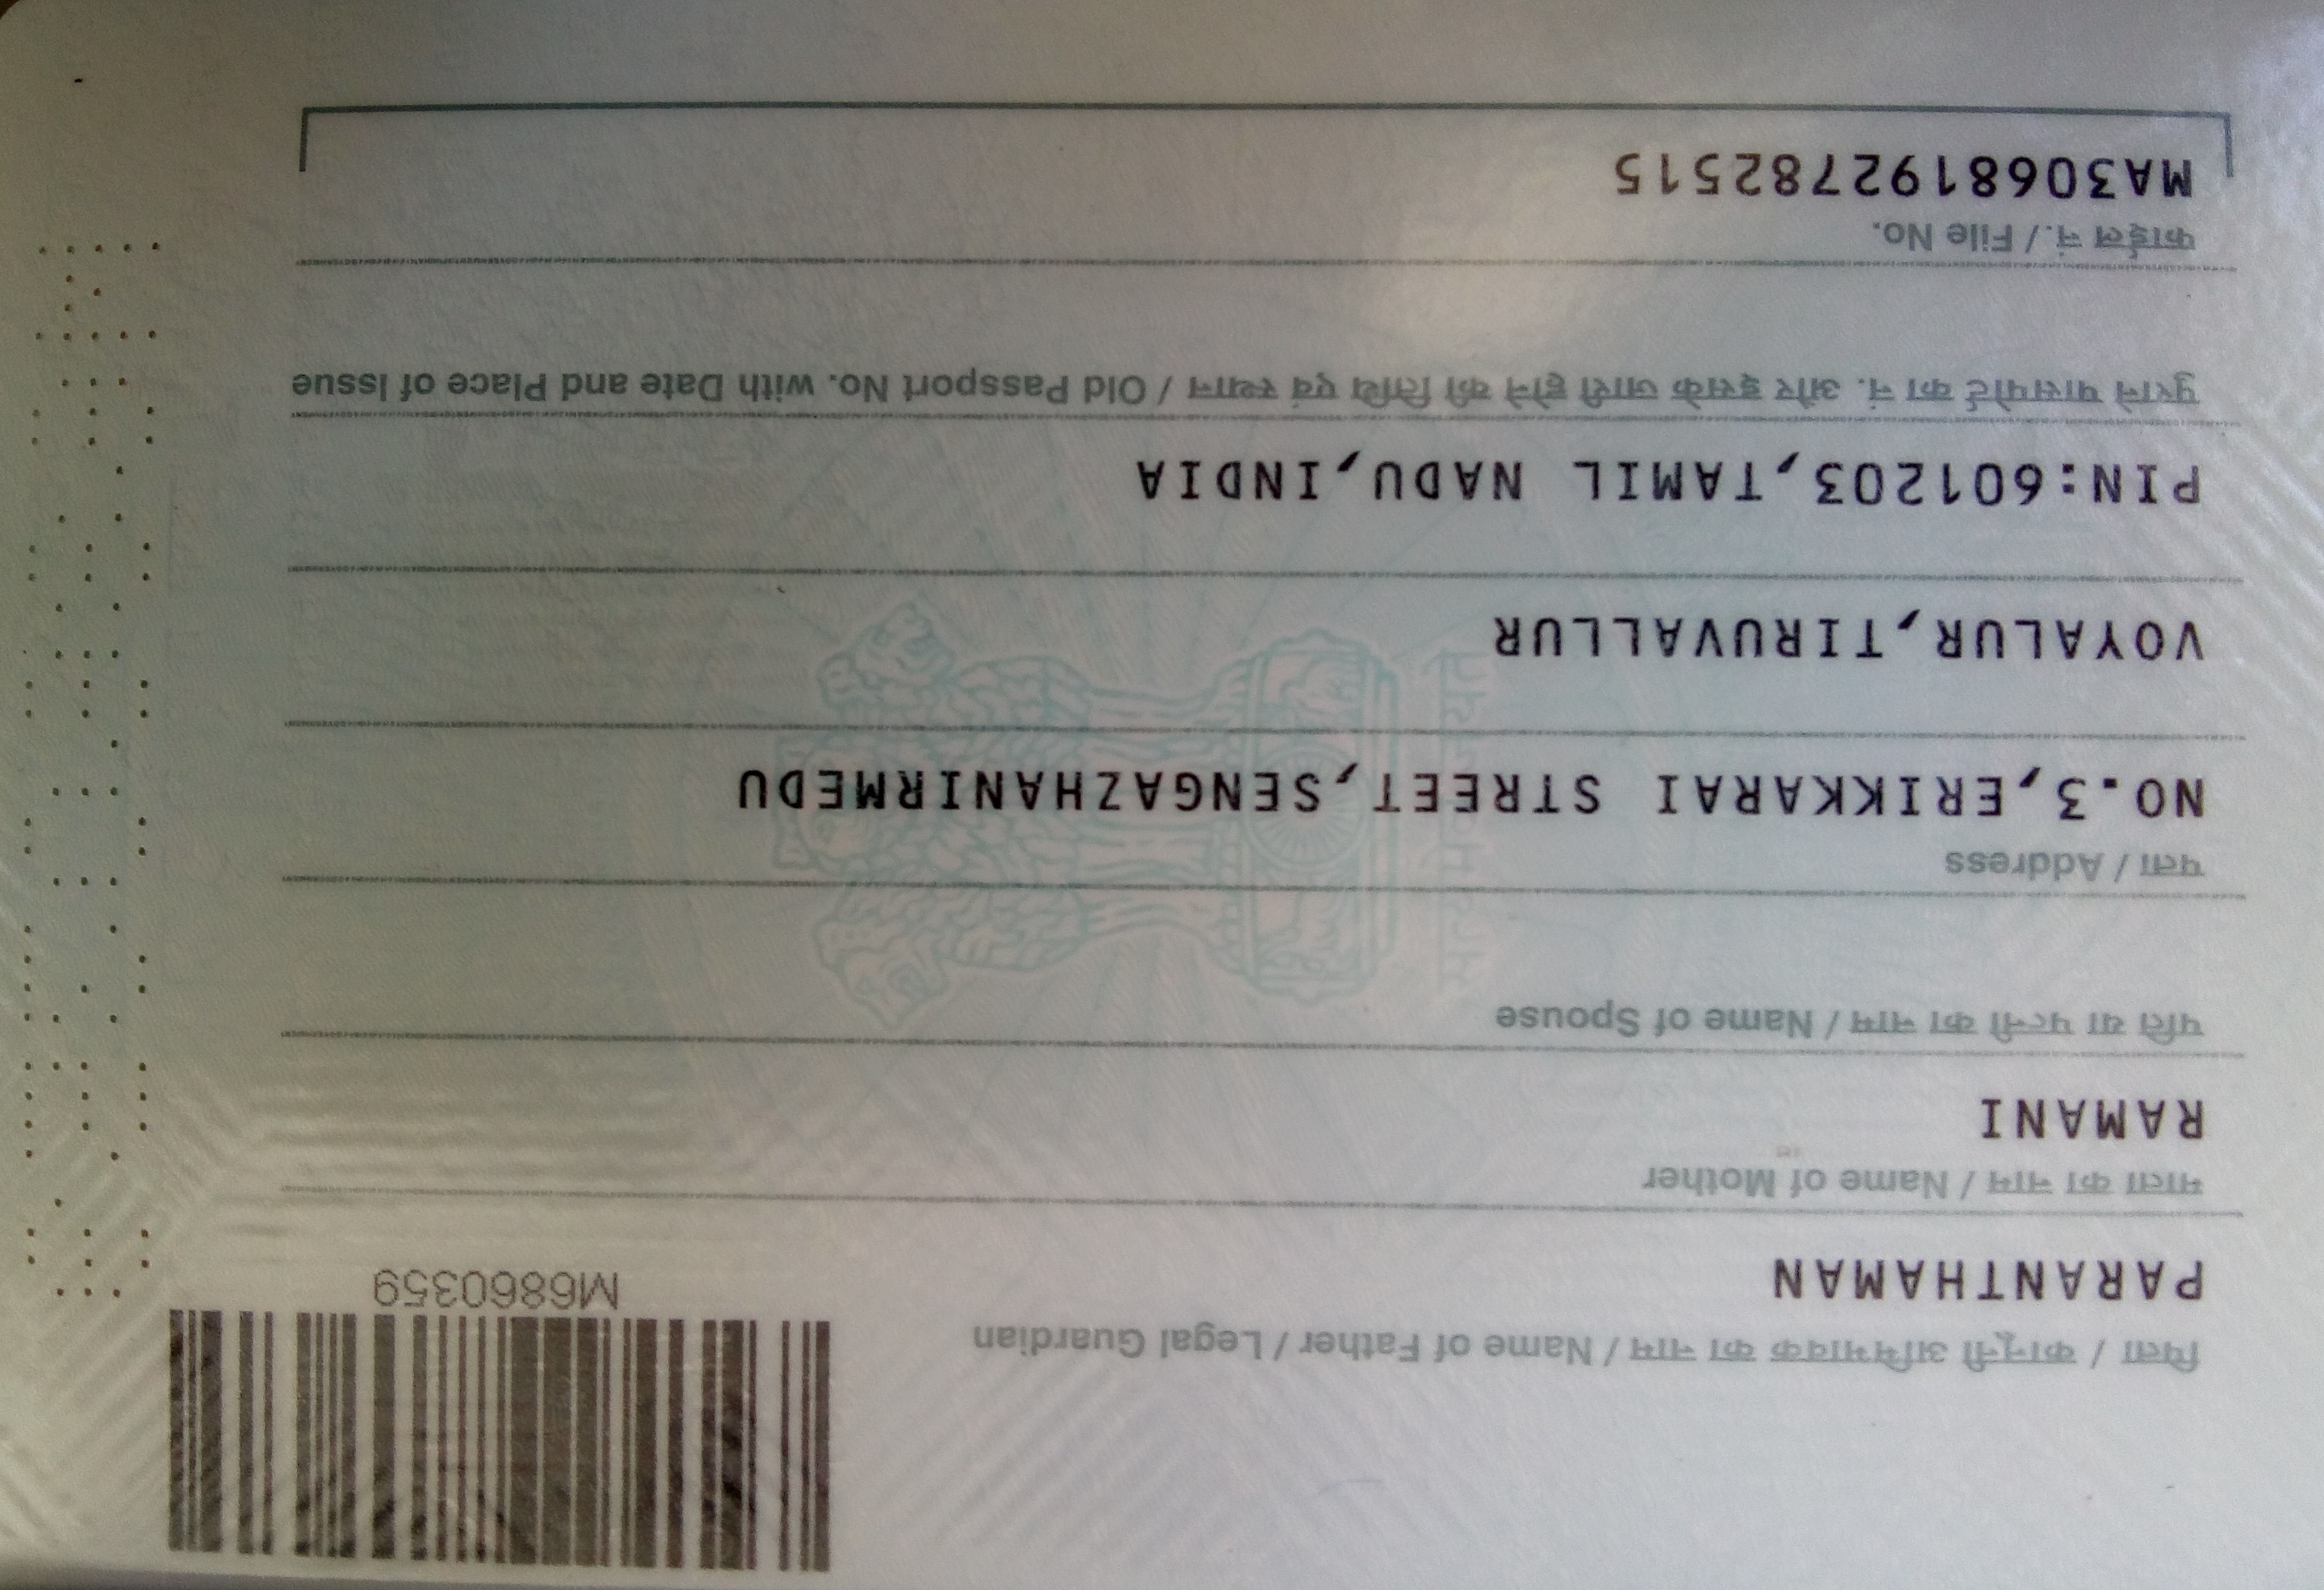 पिता / कानूनी अभिभावक का नाम / Name of Father / Legal Guardian
PARANTHAMAN
M6860359
माता का नाम / Name of Mother
RAMANI
पति या पत्नी का नाम / Name of Spouse
पता / Address
NO.3,ERIKKARAI STREET,SENGAZHANIRMEDU
VOYALUR,TIRUVALLUR
PIN:601203,TAMIL NADU,INDIA
पुराने पासपोर्ट का नं. और इसके जारी होने की तिथि एवं स्थान / Old Passport No. with Date and Place of Issue
फाईल नं. / File No.
MA3068192782515